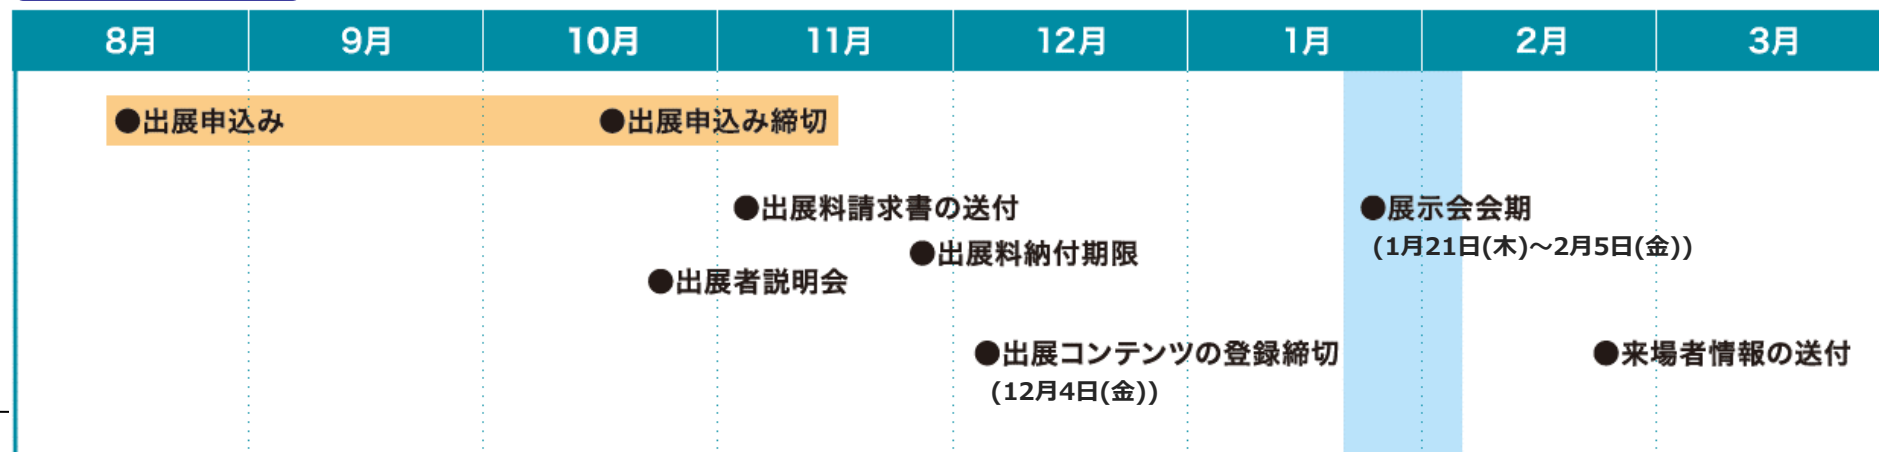 8月 9月 10月 11月 12月 1月 2月 3月
●出展申込み ●出展申込み締切
●出展料請求書の送付 ●展示会会期
(1月21日(木)～2月5日(金))
●出展料納付期限
●出展者説明会
●出展コンテンツの登録締切 ●来場者情報の送付
(12月4日(金))